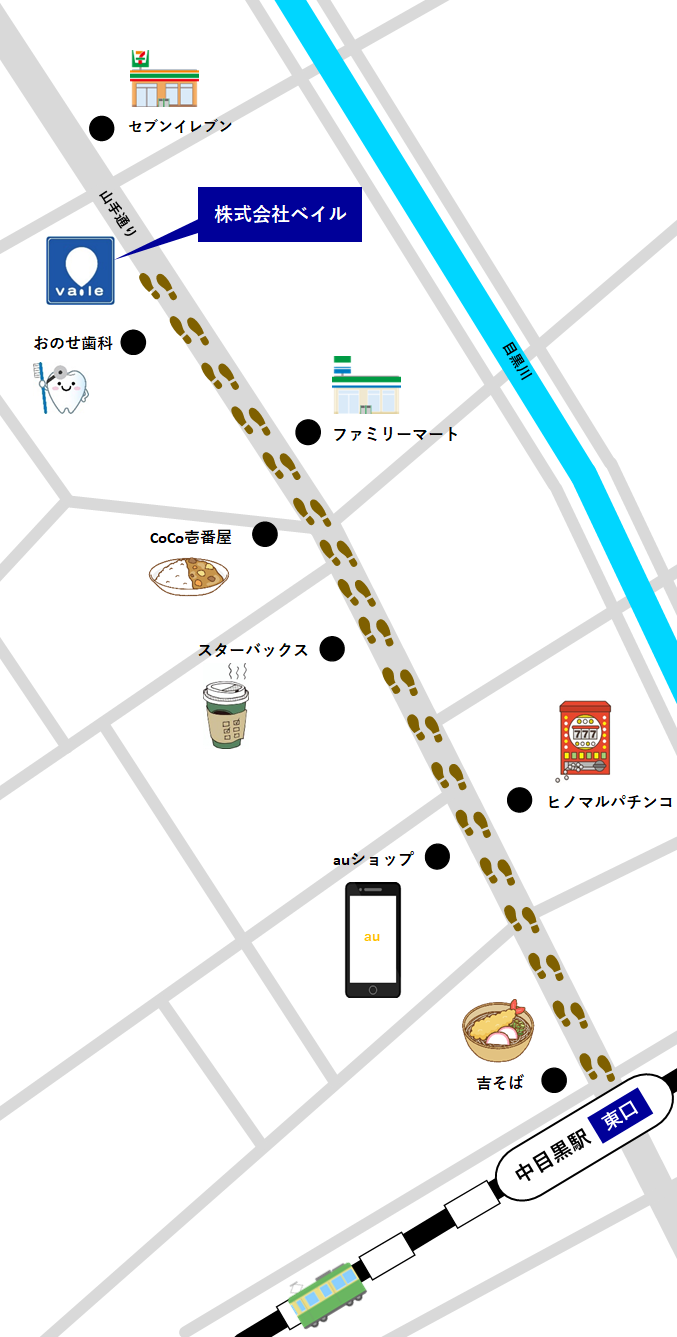 7
セブンイレブン
山手通り
株式会社ベイル
vaile
おのせ歯科
目黒川
ファミリーマート
CoCo壱番屋
スターバックス
777
ヒノマルパチンコ
auショップ
au
吉そば
中目黒駅 東口